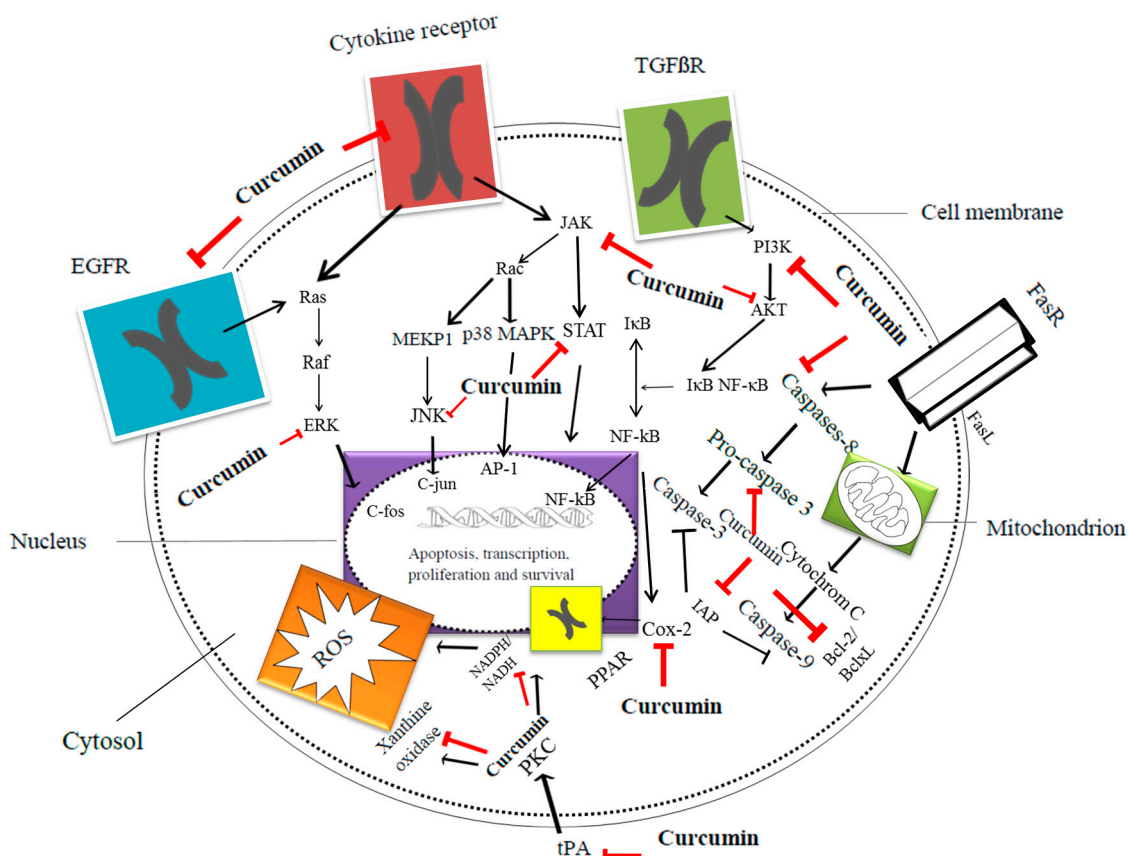 Cytokine receptor
TGFßR
Curcumin
Cell membrane
EGFR
JAK
PI3K
Rac
Ras
Curcumin
Curcumin
FasR
AKT
MEKP1
p38 MAPK
STAT
IκB
Raf
Curcumin
IκB NF-κB
Caspases-8
FasL
JNK
ERK
NF-kB
Pro-caspase 3
Curcumin
AP-1
C-jun
C-fos
NF-kB
Caspase-3
Curcumin
Mitochondrion
Nucleus
Apoptosis, transcription,
proliferation and survival
Cytochrom C
IAP
Caspase-9
Cox-2
Bcl-2/
BclxL
ROS
NADPH/
NADH
PPAR
Curcumin
Cytosol
Xanthine
oxidase
Curcumin
PKC
tPA
Curcumin